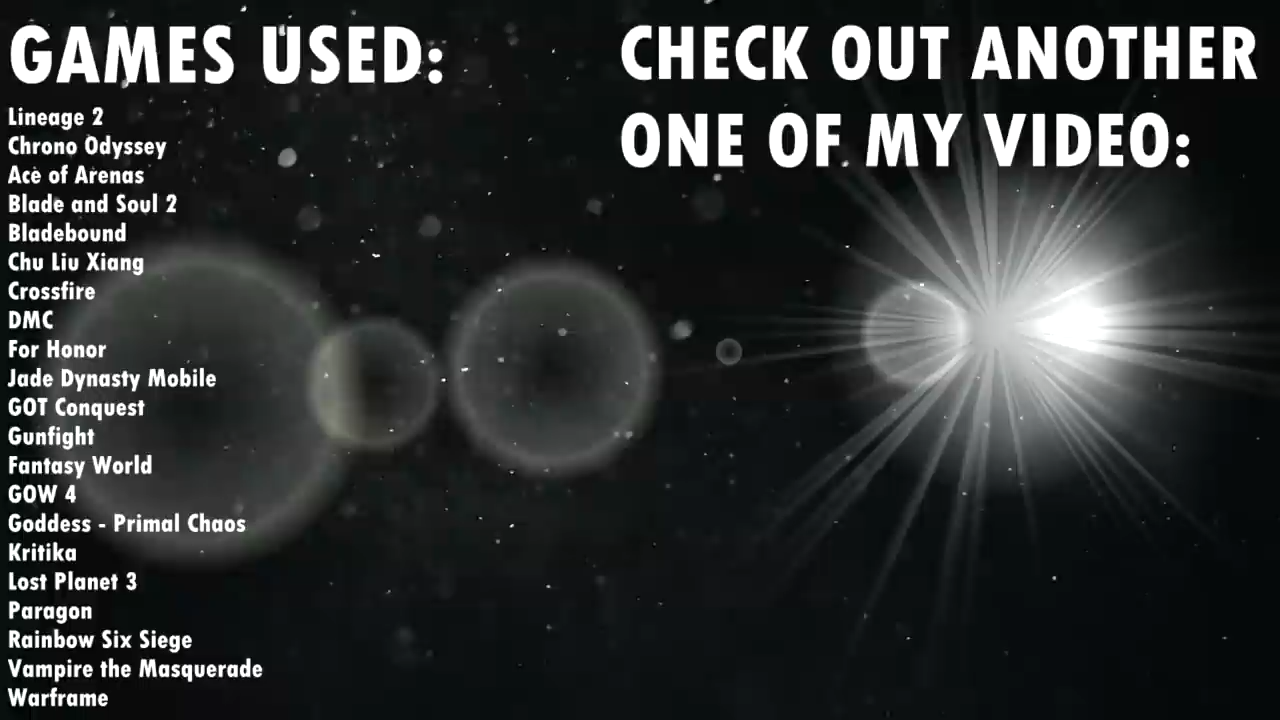 GAMES USED:
Lineage 2
Chrono Odyssey
Ace of Arenas
Blade and Soul 2
Bladebound
Chu Liu Xiang
Crossfire
DMC
For Honor
Jade Dynasty Mobile
GOT Conquest
Gunfight
Fantasy World
GOW 4
Goddess - Primal Chaos
Kritika
Lost Planet 3
Paragon
Rainbow Six Siege
Vampire the Masquerade
Warframe
CHECK OUT ANOTHER
ONE OF MY VIDEO: